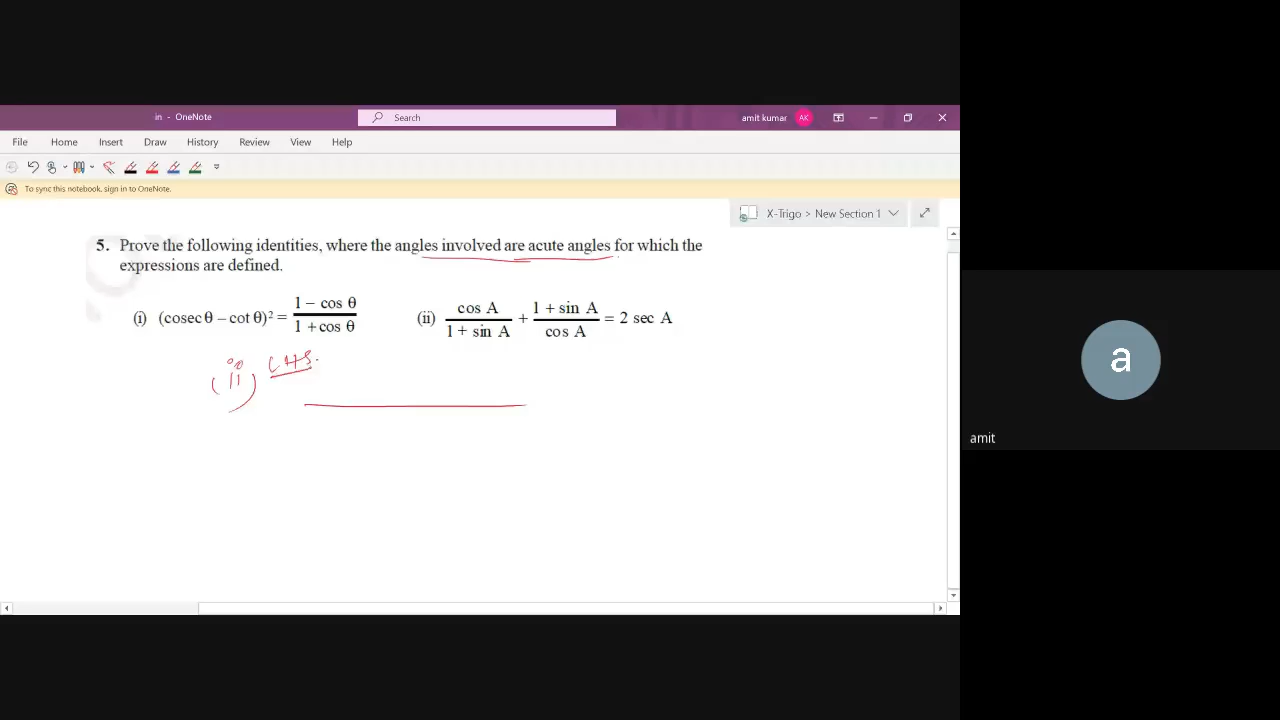 in - OneNote
Search
amit kumar
AK
File Home Insert Draw History Review View Help
To sync this notebook, sign in to OneNote.
X-Trigo > New Section 1
5. Prove the following identities, where the angles involved are acute angles for which the
expressions are defined.
(i) (cosec θ – cot θ)² = 1 – cos θ / 1 + cos θ
(ii) cos A / 1 + sin A + 1 + sin A / cos A = 2 sec A
(ii) LHS.
a
amit